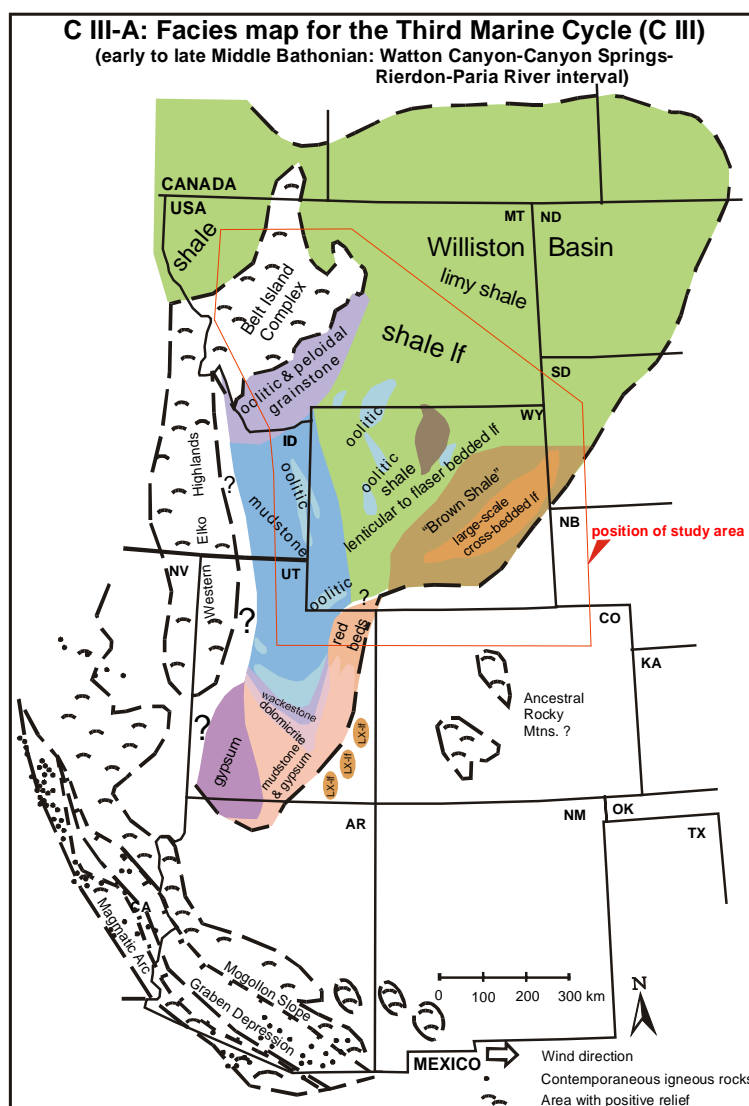 C III-A: Facies map for the Third Marine Cycle (C III)
(early to late Middle Bathonian: Watton Canyon-Canyon Springs-
Rierdon-Paria River interval)
CANADA
USA
MT
ND
shale
Williston
Basin
limy shale
Belt Island
Complex
shale lf
SD
oolitic & peloidal
grainstone
WY
ID
oolitic
oolitic
oolitic
shale
lenticular to flaser bedded lf
"Brown Shale"
large-scale
cross-bedded lf
Highlands
Elko
Western
?
mudstone
NB
position of study area
NV
UT
oolitic
?
CO
red
beds
?
KA
wackestone
dolomicrite
mudstone
& gypsum
gypsum
?
LX-lf
LX-lf
LX-lf
Ancestral
Rocky
Mtns. ?
AR
NM
OK
TX
CA
Magmatic Arc
Mogollon Slope
Graben Depression
0 100 200 300 km
N
MEXICO
Wind direction
Contemporaneous igneous rocks
Area with positive relief